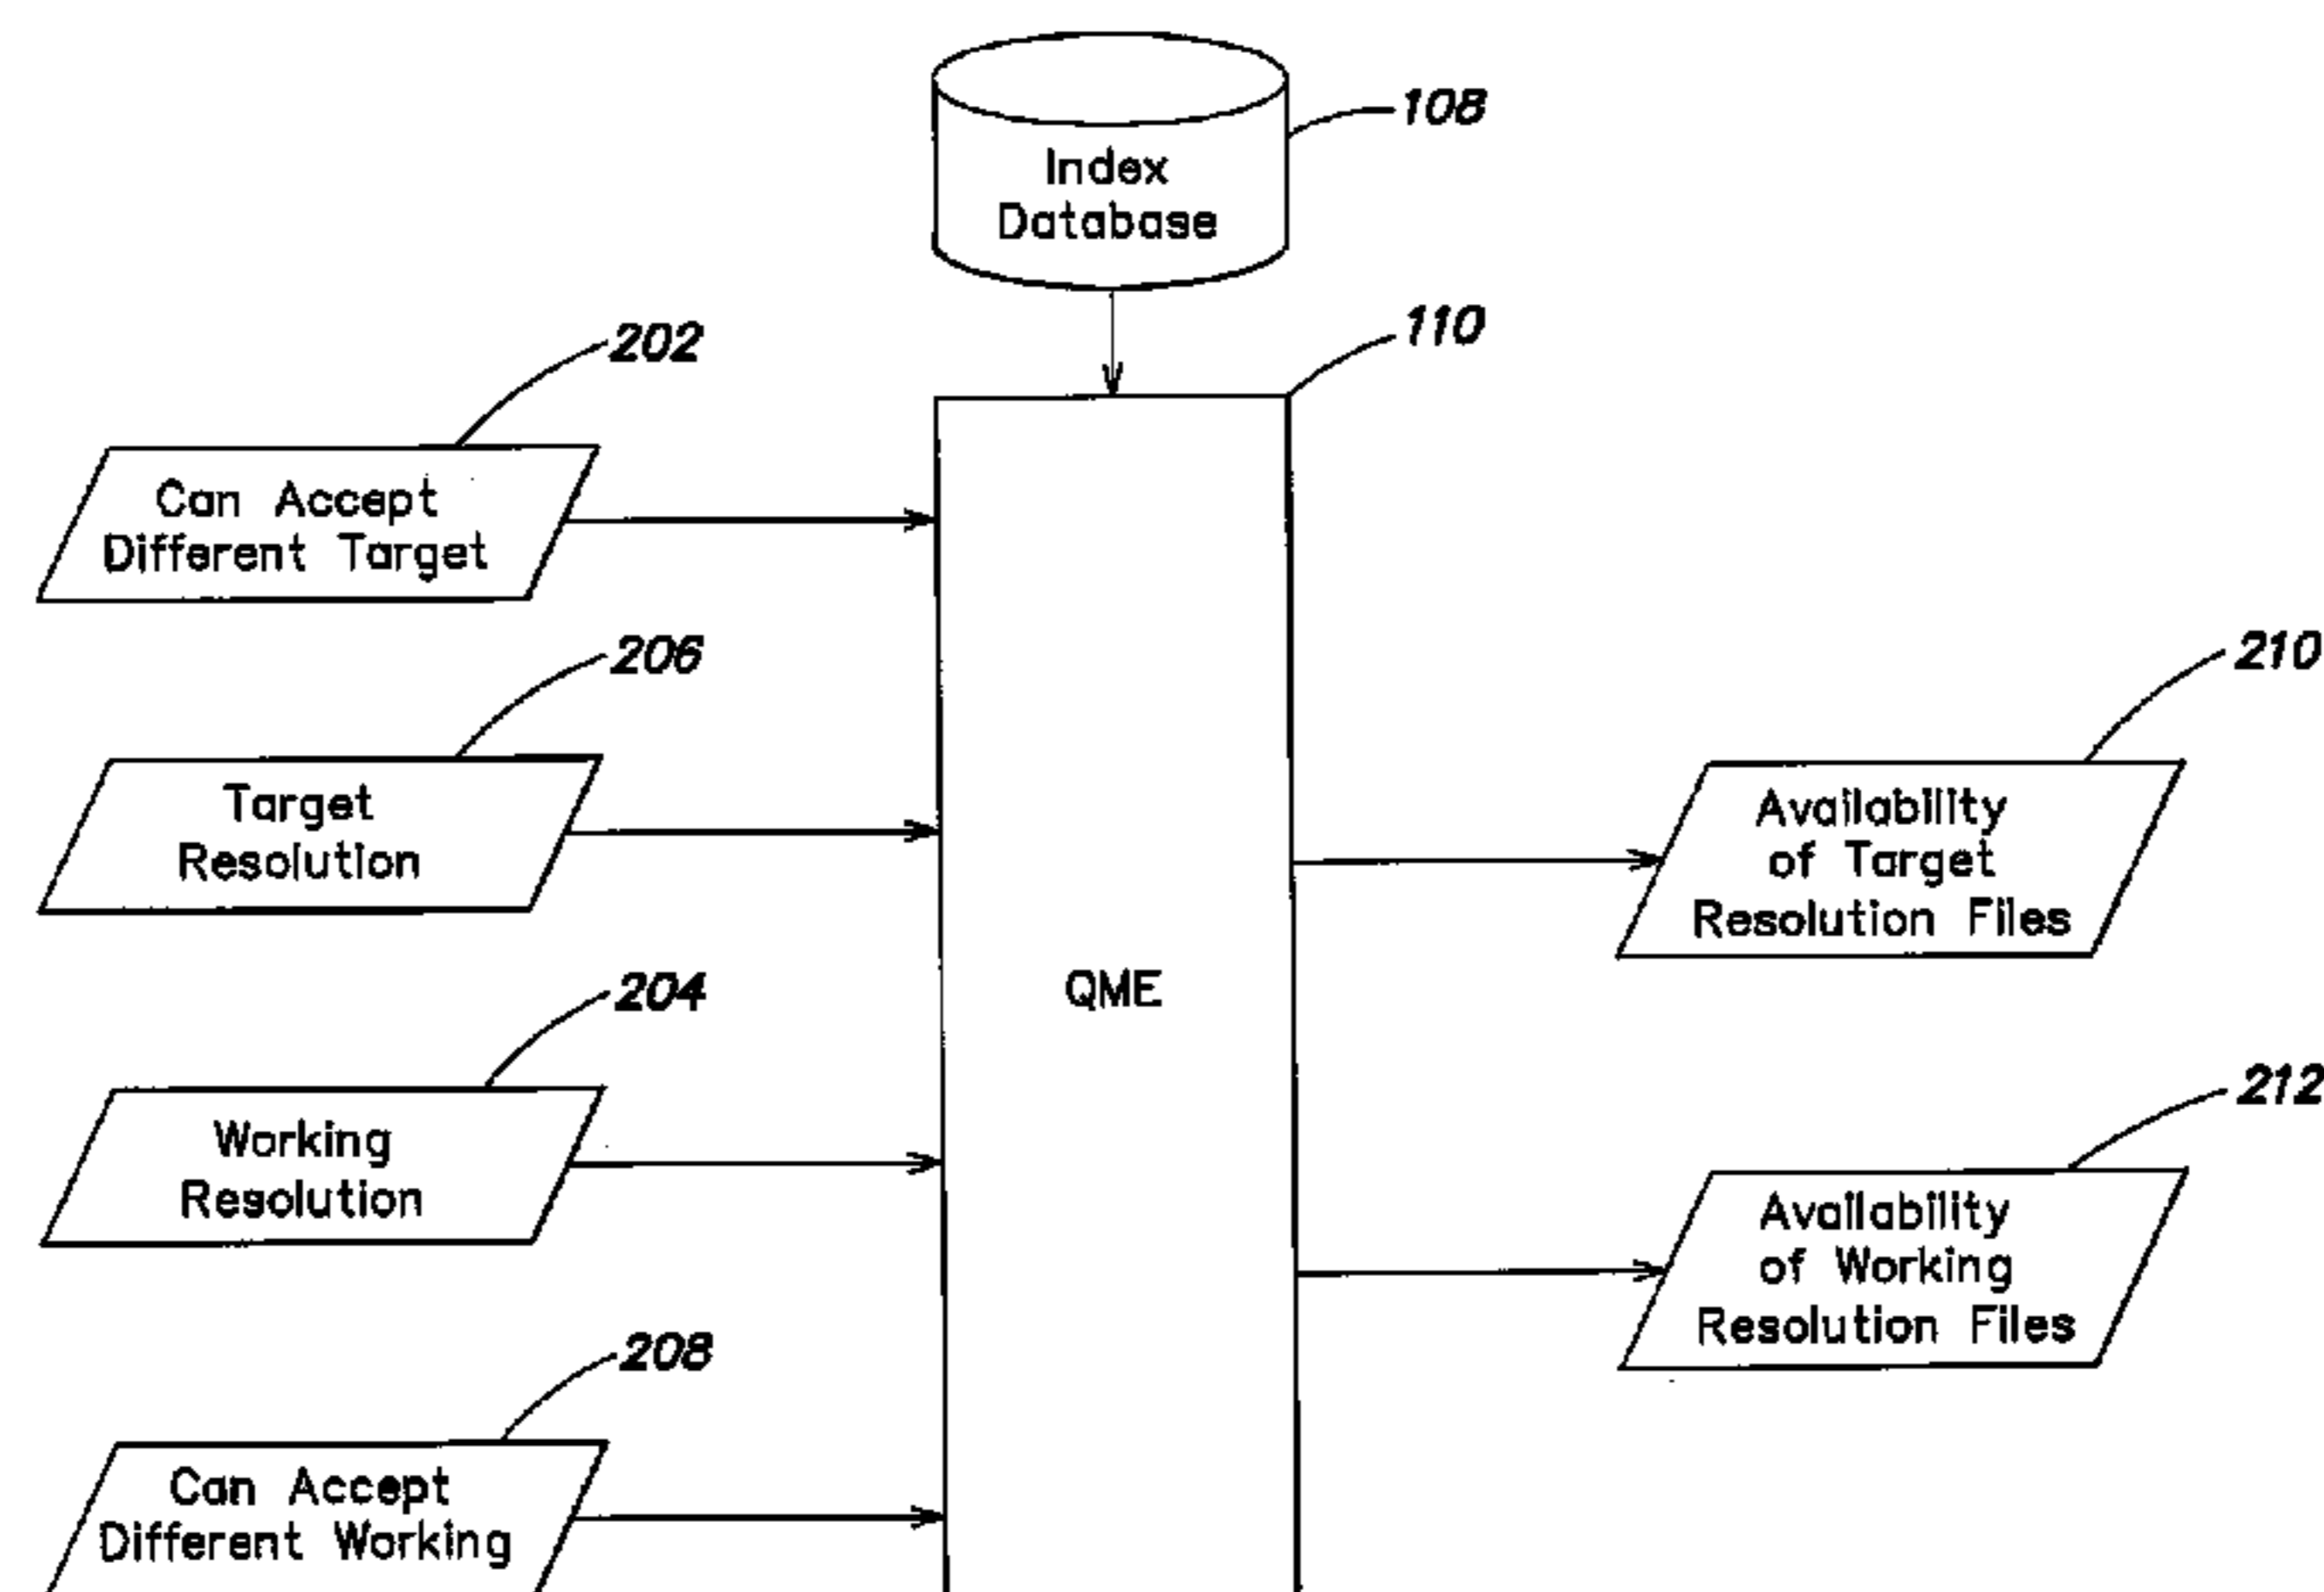 108
Index
Database
110
202
Can Accept
Different Target
206
Target
Resolution
210
Availability
of Target
Resolution Files
204
Working
Resolution
QME
212
Availability
of Working
Resolution Files
208
Can Accept
Different Working